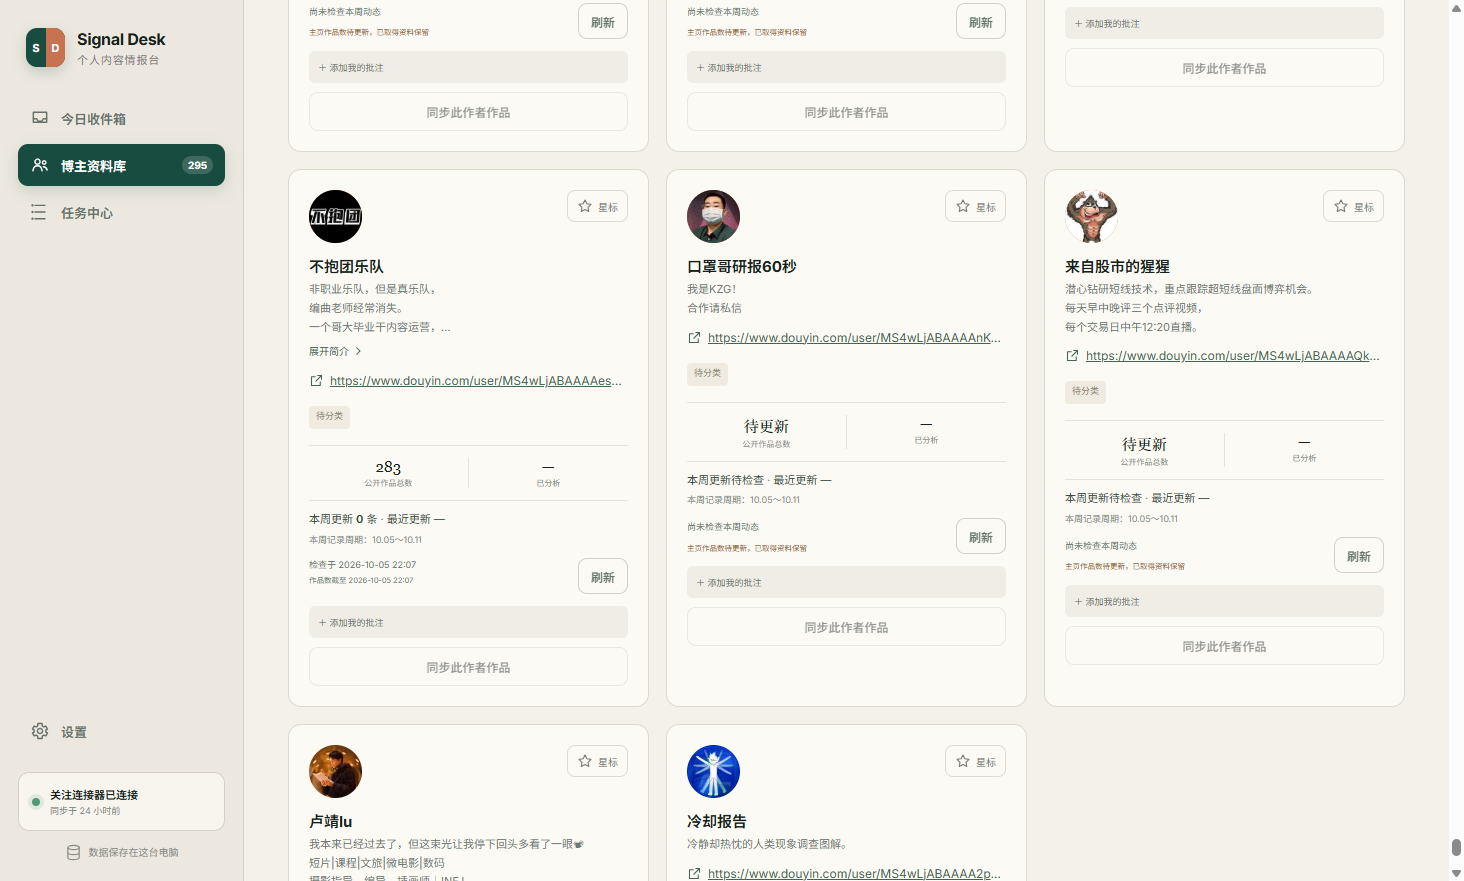 S D
Signal Desk
个人内容情报台
今日收件箱
博主资料库
295
任务中心
设置
关注连接器已连接
同步于 24 小时前
数据保存在这台电脑
尚未检查本周动态
主页作品数待更新，已取得资料保留
刷新
+ 添加我的批注
同步此作者作品
尚未检查本周动态
主页作品数待更新，已取得资料保留
刷新
+ 添加我的批注
同步此作者作品
+ 添加我的批注
同步此作者作品
不抱团
星标
不抱团乐队
非职业乐队，但是真乐队，
编曲老师经常消失。
一个哥大毕业干内容运营，...
展开简介
https://www.douyin.com/user/MS4wLjABAAAAes...
待分类
283
公开作品总数
—
已分析
本周更新 0 条 · 最近更新 —
本周记录周期：10.05～10.11
检查于 2026-10-05 22:07
作品数截至 2026-10-05 22:07
刷新
+ 添加我的批注
同步此作者作品
星标
口罩哥研报60秒
我是KZG！
合作请私信
https://www.douyin.com/user/MS4wLjABAAAAnK...
待分类
待更新
公开作品总数
—
已分析
本周更新待检查 · 最近更新 —
本周记录周期：10.05～10.11
尚未检查本周动态
主页作品数待更新，已取得资料保留
刷新
+ 添加我的批注
同步此作者作品
星标
来自股市的猩猩
潜心钻研短线技术，重点跟踪超短线盘面博弈机会。
每天早中晚评三个点评视频，
每个交易日中午12:20直播。
https://www.douyin.com/user/MS4wLjABAAAAQk...
待分类
待更新
公开作品总数
—
已分析
本周更新待检查 · 最近更新 —
本周记录周期：10.05～10.11
尚未检查本周动态
主页作品数待更新，已取得资料保留
刷新
+ 添加我的批注
同步此作者作品
星标
卢靖lu
我本来已经过去了，但这束光让我停下回头多看了一眼📽
短片|课程|文旅|微电影|数码
摄影指导、编导、插画师｜INFJ
星标
冷却报告
冷静却热忱的人类现象调查图解。
https://www.douyin.com/user/MS4wLjABAAAA2p...